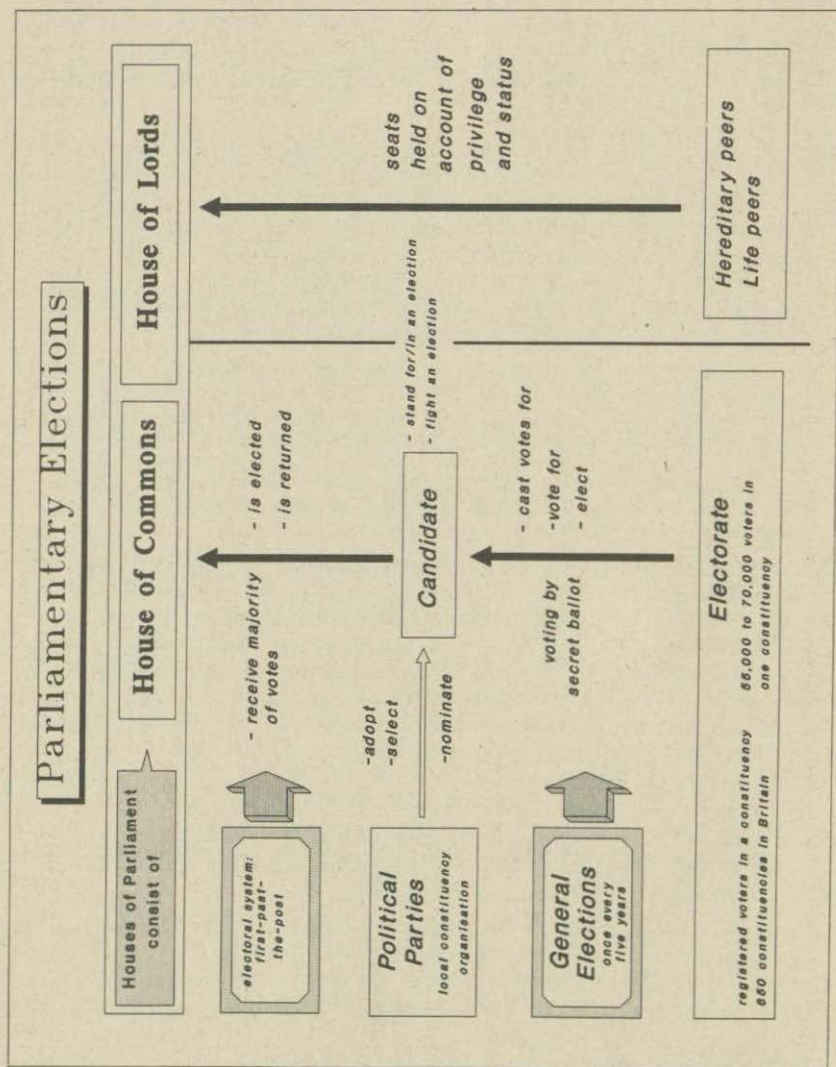 Parliamentary Elections
Houses of Parliament
consist of
House of Commons
House of Lords
electoral system:
first-past-
the-post
- receive majority
of votes
- is elected
- is returned
seats
held on
account of
privilege
and status
Political
Parties
local constituency
organisation
-adopt
-select
-nominate
Candidate
- stand for/in an election
- fight an election
General
Elections
once every
five years
voting by
secret ballot
- cast votes for
-vote for
- elect
Electorate
registered voters in a constituency
650 constituencies in Britain
55,000 to 70,000 voters in
one constituency
Hereditary peers
Life peers